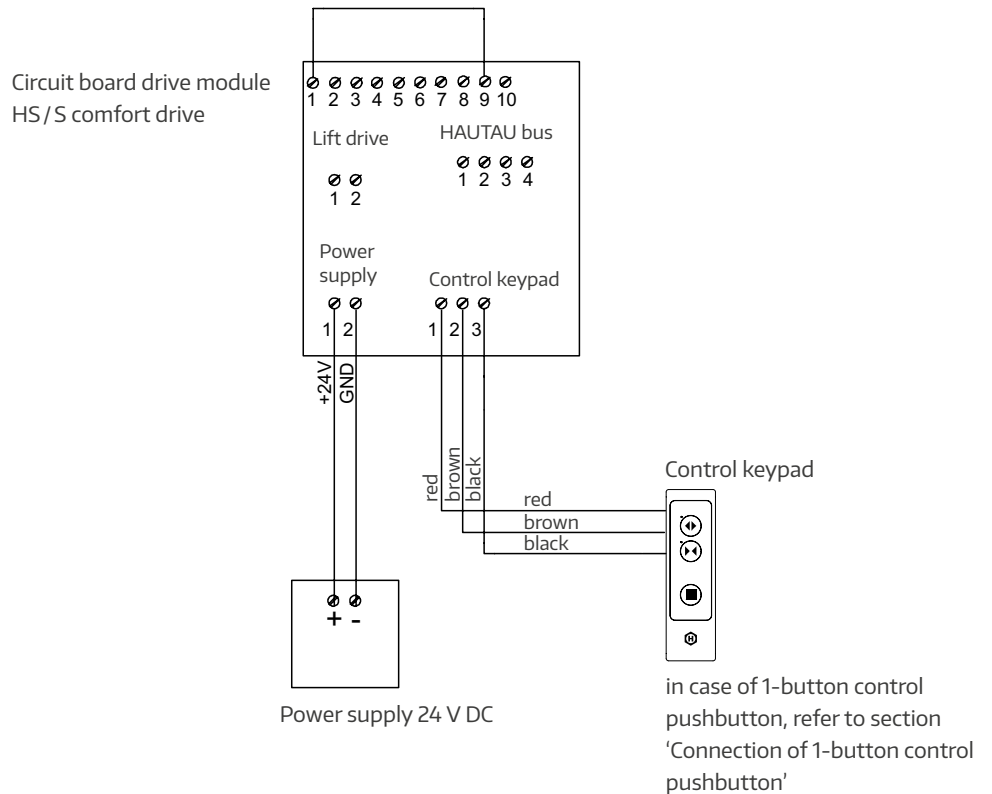 Circuit board drive module
HS/S comfort drive
1 2 3 4 5 6 7 8 9 10
Lift drive
HAUTAU bus
1 2 3 4
1 2
Power
supply
Control keypad
1 2
1 2 3
+24V
GND
red
brown
black
Control keypad
red
brown
black
H
+ -
Power supply 24 V DC
in case of 1-button control
pushbutton, refer to section
‘Connection of 1-button control
pushbutton’